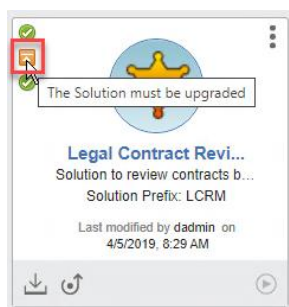 The Solution must be upgraded
Legal Contract Revi...
Solution to review contracts b...
Solution Prefix: LCRM
Last modified by dadmin on
4/5/2019, 8:29 AM